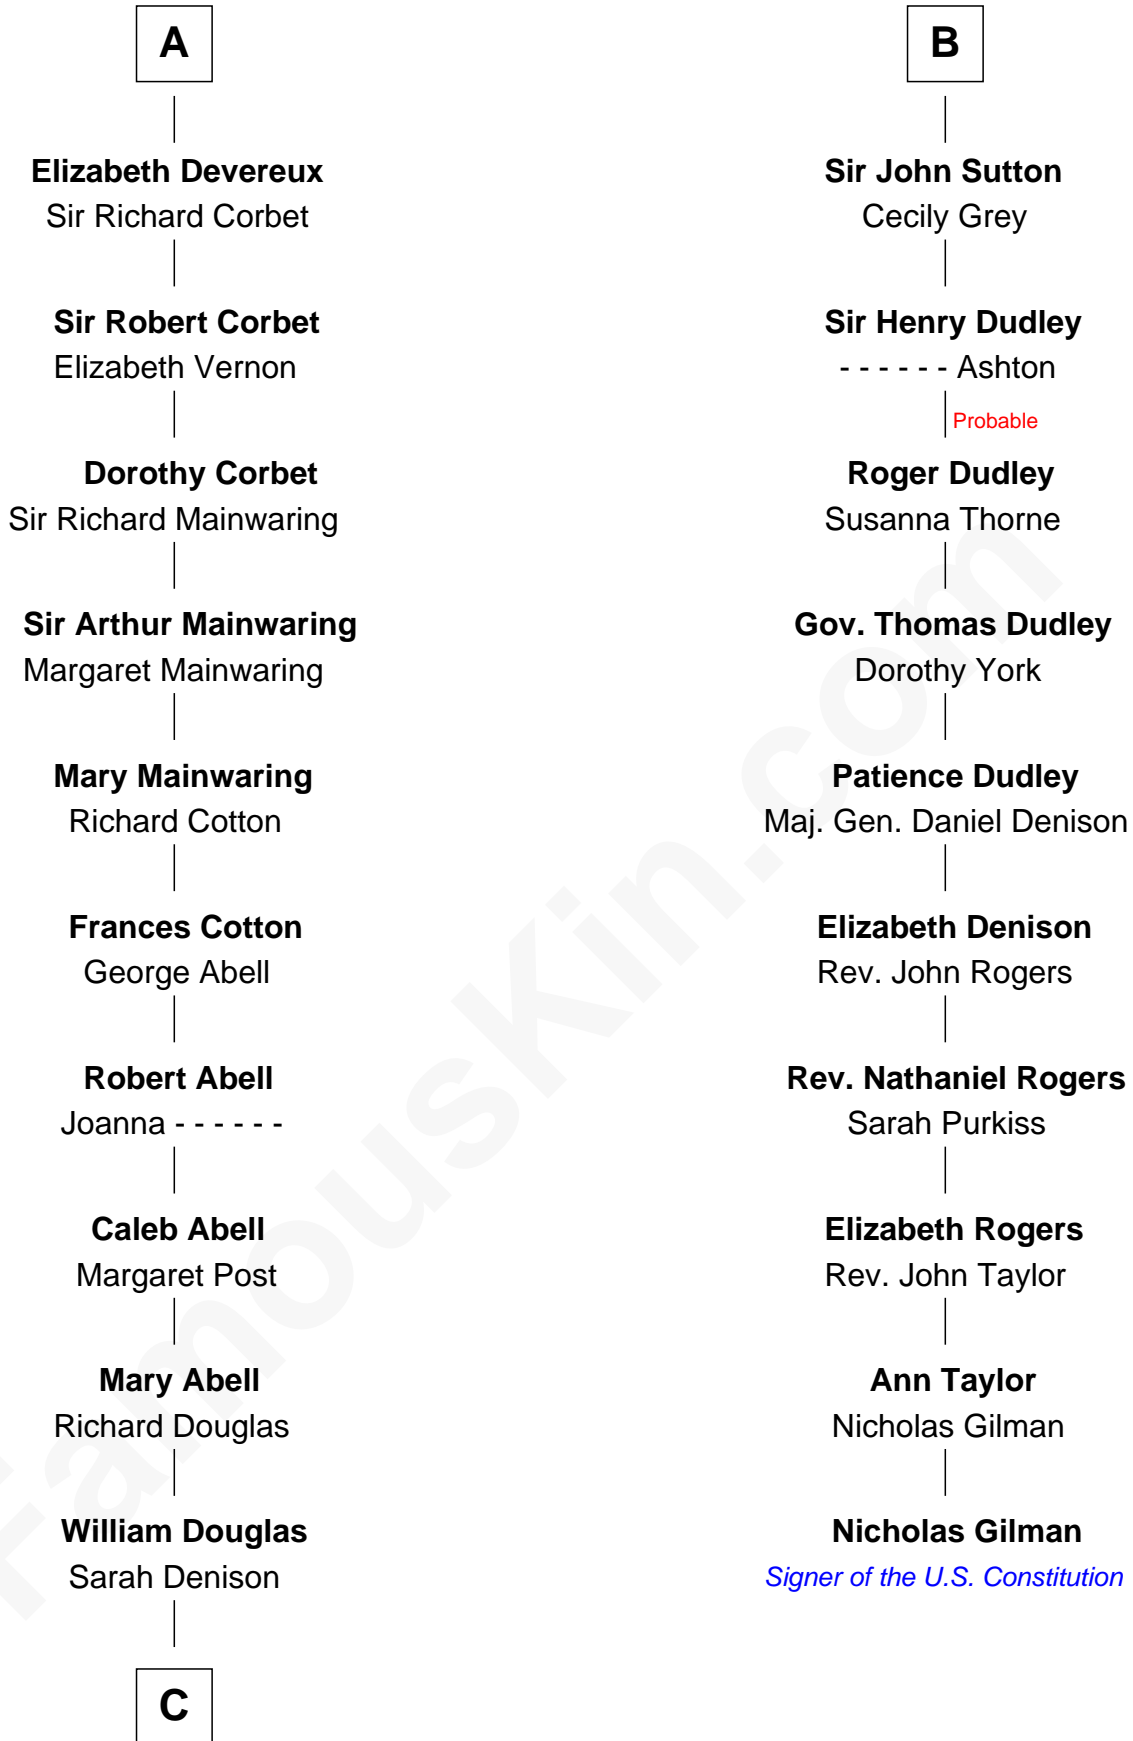 A
Elizabeth Devereux
Sir Richard Corbet
Sir Robert Corbet
Elizabeth Vernon
Dorothy Corbet
Sir Richard Mainwaring
Sir Arthur Mainwaring
Margaret Mainwaring
Mary Mainwaring
Richard Cotton
Frances Cotton
George Abell
Robert Abell
Joanna - - - - - -
Caleb Abell
Margaret Post
Mary Abell
Richard Douglas
William Douglas
Sarah Denison
C
B
Sir John Sutton
Cecily Grey
Sir Henry Dudley
- - - - - - Ashton
Probable
Roger Dudley
Susanna Thorne
Gov. Thomas Dudley
Dorothy York
Patience Dudley
Maj. Gen. Daniel Denison
Elizabeth Denison
Rev. John Rogers
Rev. Nathaniel Rogers
Sarah Purkiss
Elizabeth Rogers
Rev. John Taylor
Ann Taylor
Nicholas Gilman
Nicholas Gilman
Signer of the U.S. Constitution
FamousKin.com